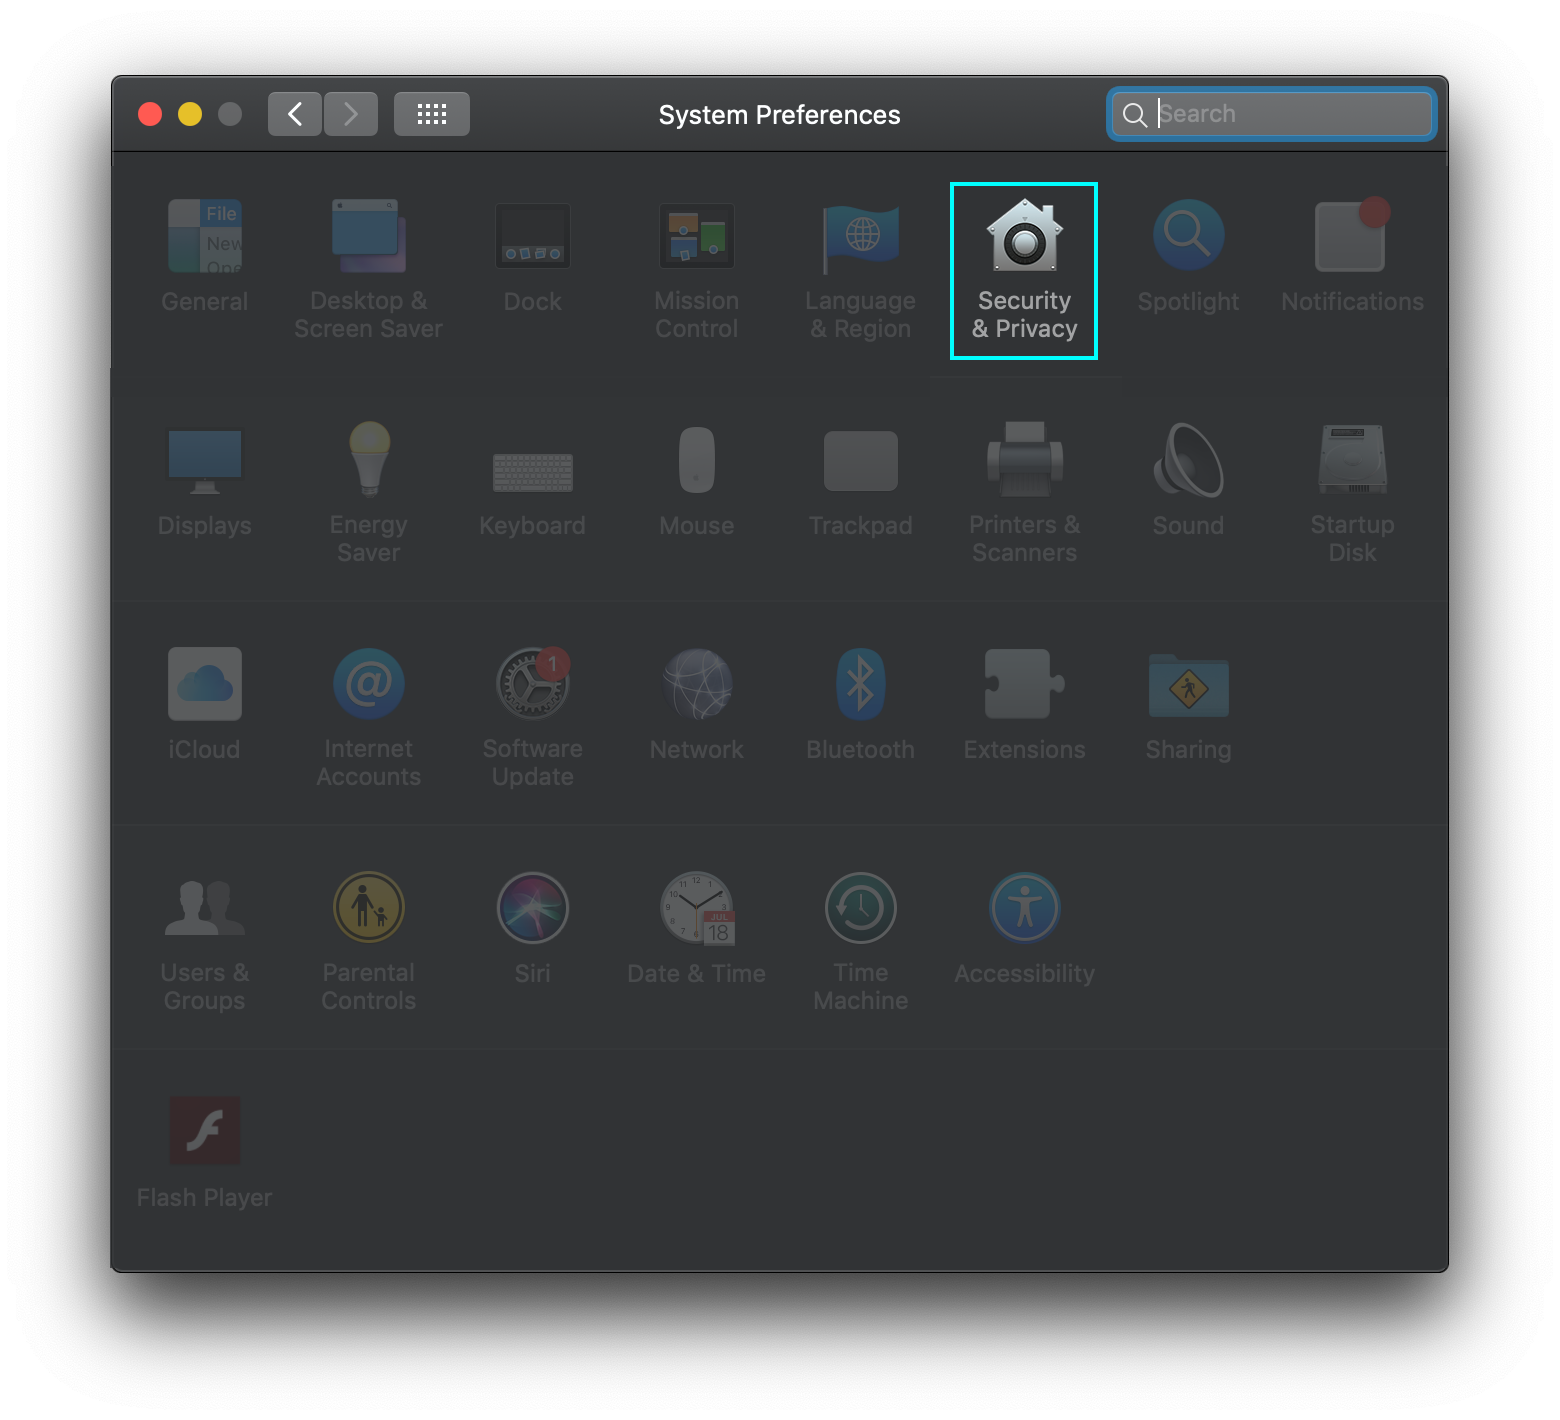 System Preferences
Search
File
New
Ope
General
Desktop &
Screen Saver
Dock
Mission
Control
Language
& Region
Security
& Privacy
Spotlight
Notifications
Displays
Energy
Saver
Keyboard
Mouse
Trackpad
Printers &
Scanners
Sound
Startup
Disk
@
1
iCloud
Internet
Accounts
Software
Update
Network
Bluetooth
Extensions
Sharing
JUL
18
Users &
Groups
Parental
Controls
Siri
Date & Time
Time
Machine
Accessibility
Flash Player